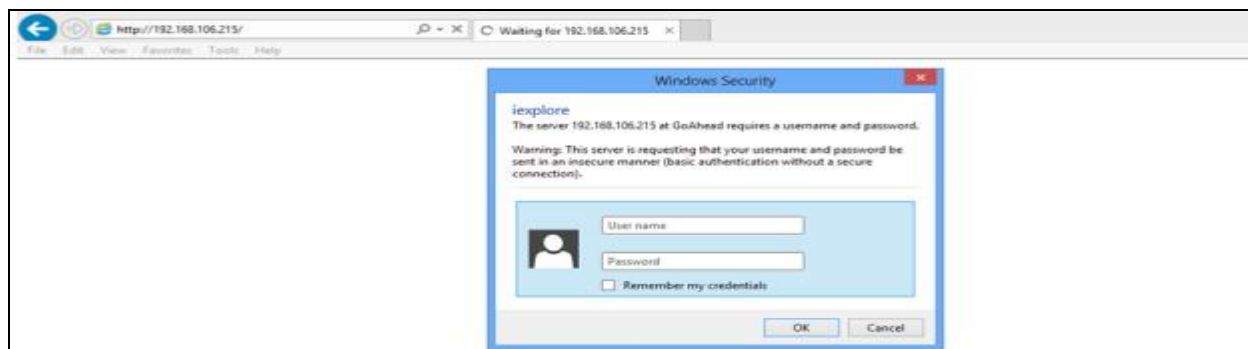 http://192.168.106.215/
Waiting for 192.168.106.215
File Edit View Favorites Tools Help
Windows Security
iexplore
The server 192.168.106.215 at GoAhead requires a username and password.
Warning: This server is requesting that your username and password be
sent in an insecure manner (basic authentication without a secure
connection).
User name
Password
Remember my credentials
OK Cancel